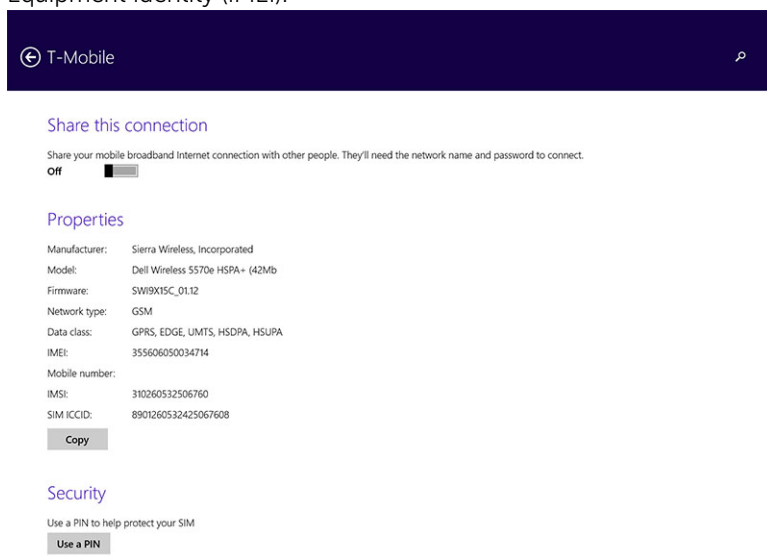 Equipment Identity (IMEI).
T-Mobile
Share this connection
Share your mobile broadband Internet connection with other people. They'll need the network name and password to connect.
Off
Properties
Manufacturer: Sierra Wireless, Incorporated
Model: Dell Wireless 5570e HSPA+ (42Mb
Firmware: SWI9X15C_01.12
Network type: GSM
Data class: GPRS, EDGE, UMTS, HSDPA, HSUPA
IMEI: 355606050034714
Mobile number:
IMSI: 310260532506760
SIM ICCID: 8901260532425067608
Copy
Security
Use a PIN to help protect your SIM
Use a PIN